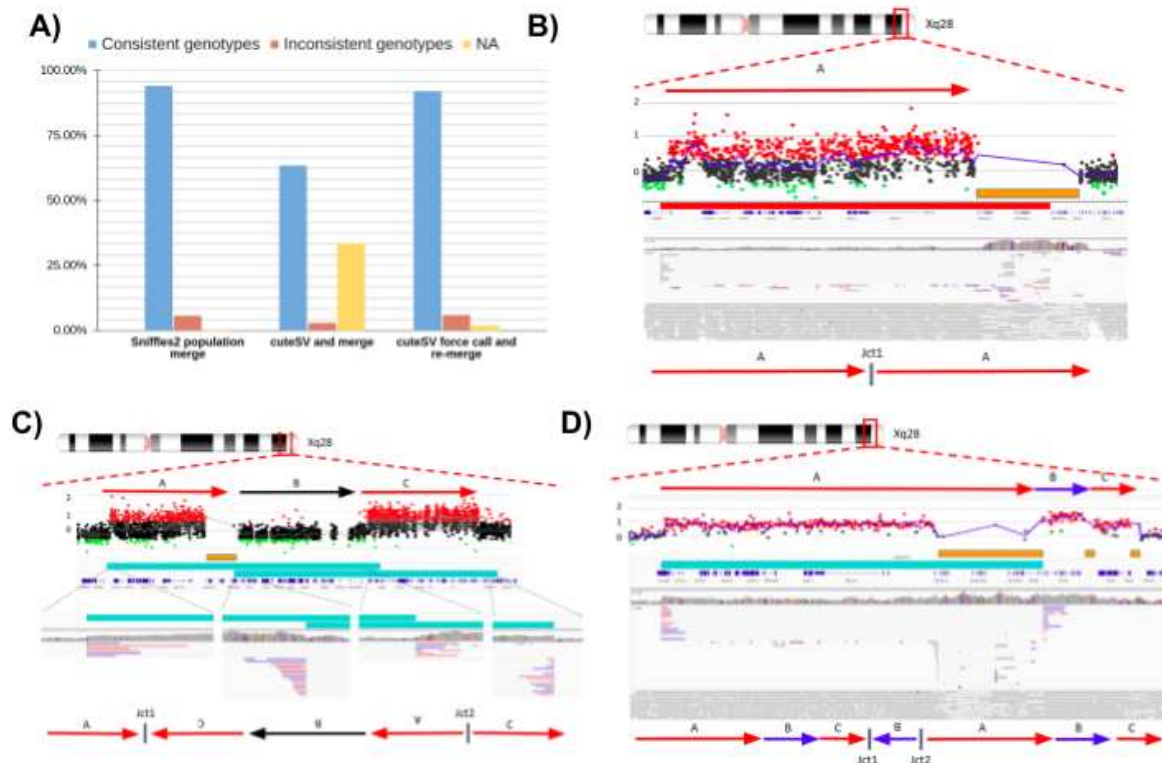 A)
Consistent genotypes Inconsistent genotypes NA
100.00%
75.00%
50.00%
25.00%
0.00%
Sniffles2 population merge
cuteSV and merge
cuteSV force call and re-merge
B)
Xq28
A
2
1
0
Jct1
A A
C)
Xq28
A B C
2
1
0
A Jct1 C B A Jct2 C
D)
Xq28
A B C
2
1
0
A B C B A B C
Jct1 Jct2